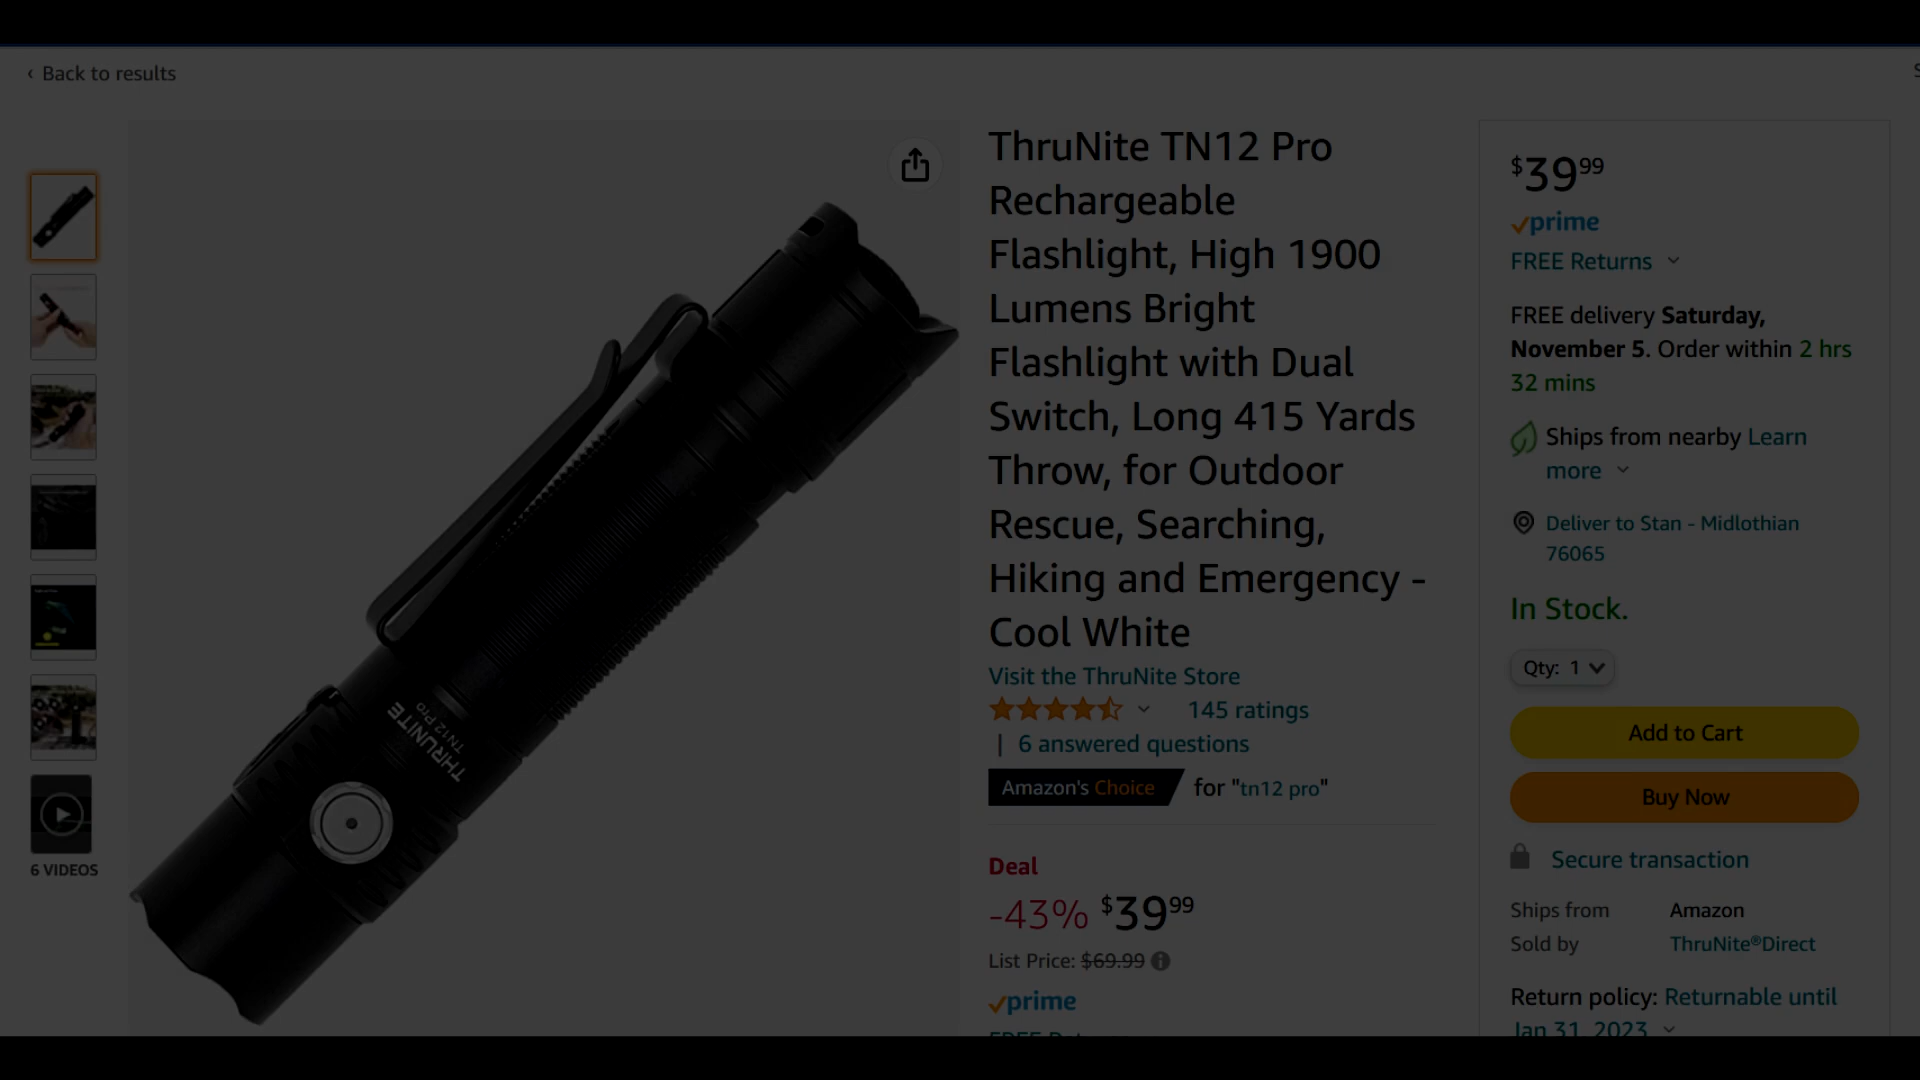 ‹ Back to results
6 VIDEOS
THRUNITE
TN12 Pro
ThruNite TN12 Pro
Rechargeable
Flashlight, High 1900
Lumens Bright
Flashlight with Dual
Switch, Long 415 Yards
Throw, for Outdoor
Rescue, Searching,
Hiking and Emergency -
Cool White
Visit the ThruNite Store
145 ratings
| 6 answered questions
Amazon's Choice for "tn12 pro"
Deal
-43% $39 99
List Price: $69.99
prime
$39 99
prime
FREE Returns
FREE delivery Saturday,
November 5. Order within 2 hrs
32 mins
Ships from nearby Learn
more
Deliver to Stan - Midlothian
76065
In Stock.
Qty: 1
Add to Cart
Buy Now
Secure transaction
Ships from Amazon
Sold by ThruNite®Direct
Return policy: Returnable until
Jan 31, 2023